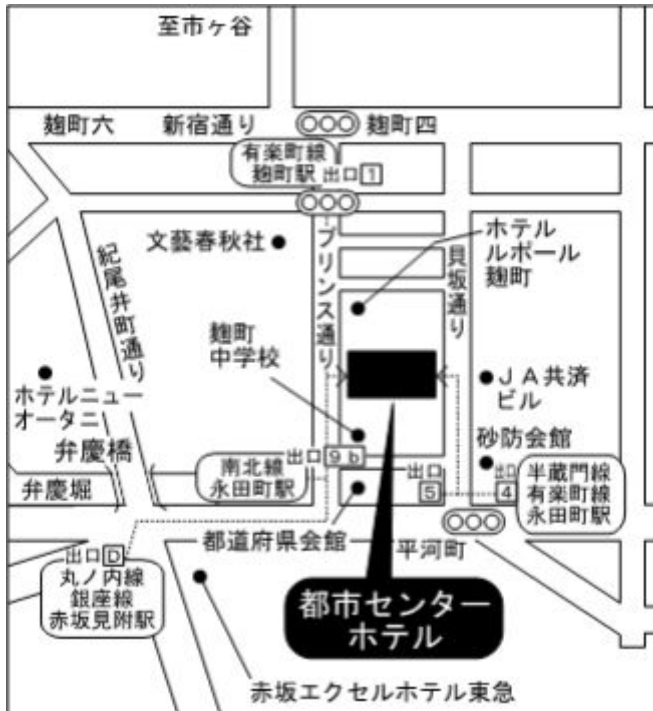 至市ヶ谷
麹町六
新宿通り
麹町四
有楽町線
麹町駅
出口1
文藝春秋社
プリンス通り
貝坂通り
ホテル
ルポール
麹町
紀尾井町通り
麹町
中学校
ホテルニュー
オータニ
JA共済
ビル
弁慶橋
砂防会館
弁慶堀
南北線
永田町駅
出口9b
出口
5
出口
4
半蔵門線
有楽町線
永田町駅
都道府県会館
平河町
出口D
丸ノ内線
銀座線
赤坂見附駅
都市センター
ホテル
赤坂エクセルホテル東急